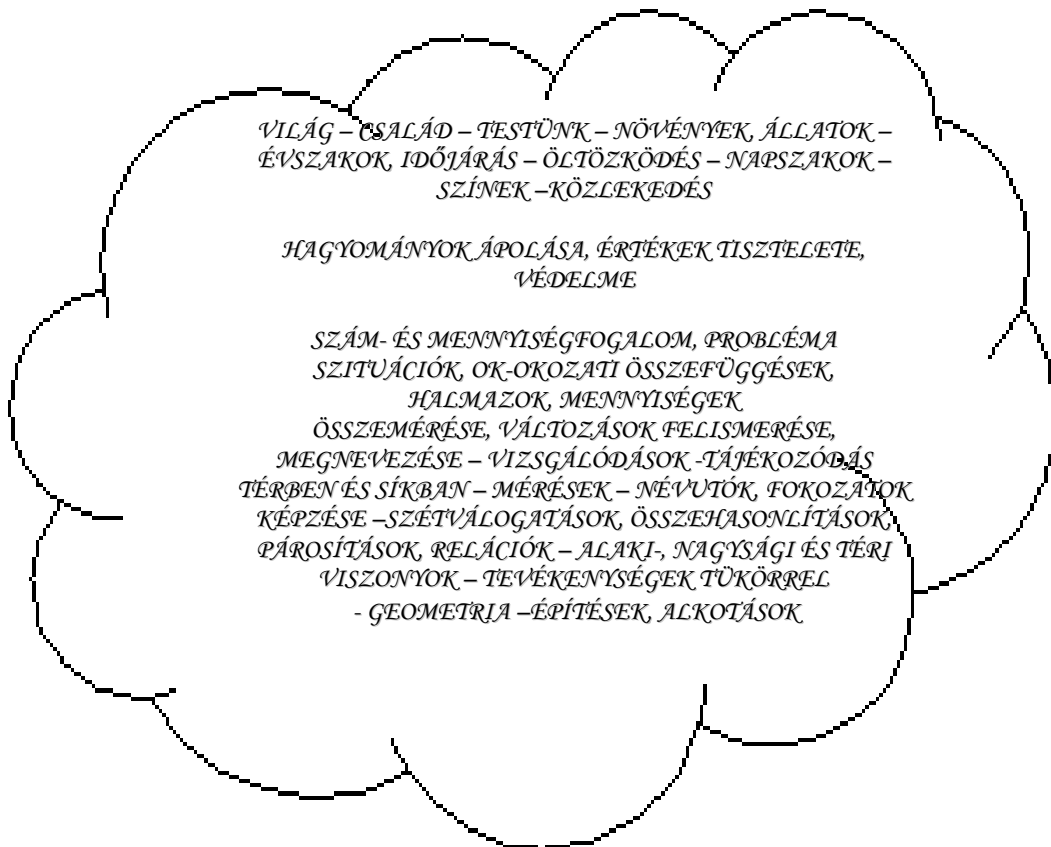 VILÁG – CSALÁD – TESTÜNK – NÖVÉNYEK, ÁLLATOK –
ÉVSZAKOK, IDŐJÁRÁS – ÖLTÖZKÖDÉS – NAPSZAKOK –
SZÍNEK –KÖZLEKEDÉS
HAGYOMÁNYOK ÁPOLÁSA, ÉRTÉKEK TISZTELETE,
VÉDELME
SZÁM- ÉS MENNYISÉGFOGALOM, PROBLÉMA
SZITUÁCIÓK, OK-OKOZATI ÖSSZEFÜGGÉSEK,
HALMAZOK, MENNYISÉGEK
ÖSSZEMÉRÉSE, VÁLTOZÁSOK FELISMERÉSE,
MEGNEVEZÉSE – VIZSGÁLÓDÁSOK -TÁJÉKOZÓDÁS
TÉRBEN ÉS SÍKBAN – MÉRÉSEK – NÉVUTÓK, FOKOZATOK
KÉPZÉSE –SZÉTVÁLOGATÁSOK, ÖSSZEHASONLÍTÁSOK,
PÁROSÍTÁSOK, RELÁCIÓK – ALAKI-, NAGYSÁGI ÉS TÉRI
VISZONYOK – TEVÉKENYSÉGEK TÜKÖRREL
- GEOMETRIA –ÉPÍTÉSEK, ALKOTÁSOK